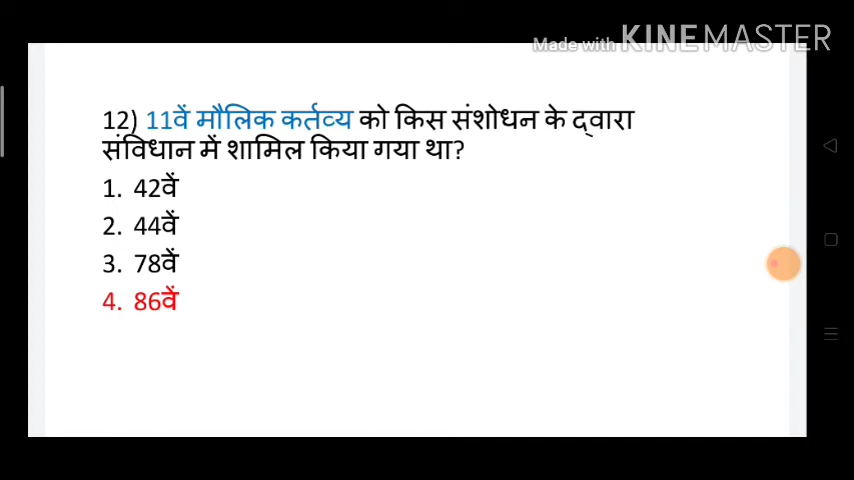 Made with KINEMASTER
12) 11वें मौलिक कर्तव्य को किस संशोधन के द्वारा
संविधान में शामिल किया गया था?
1. 42वें
2. 44वें
3. 78वें
4. 86वें